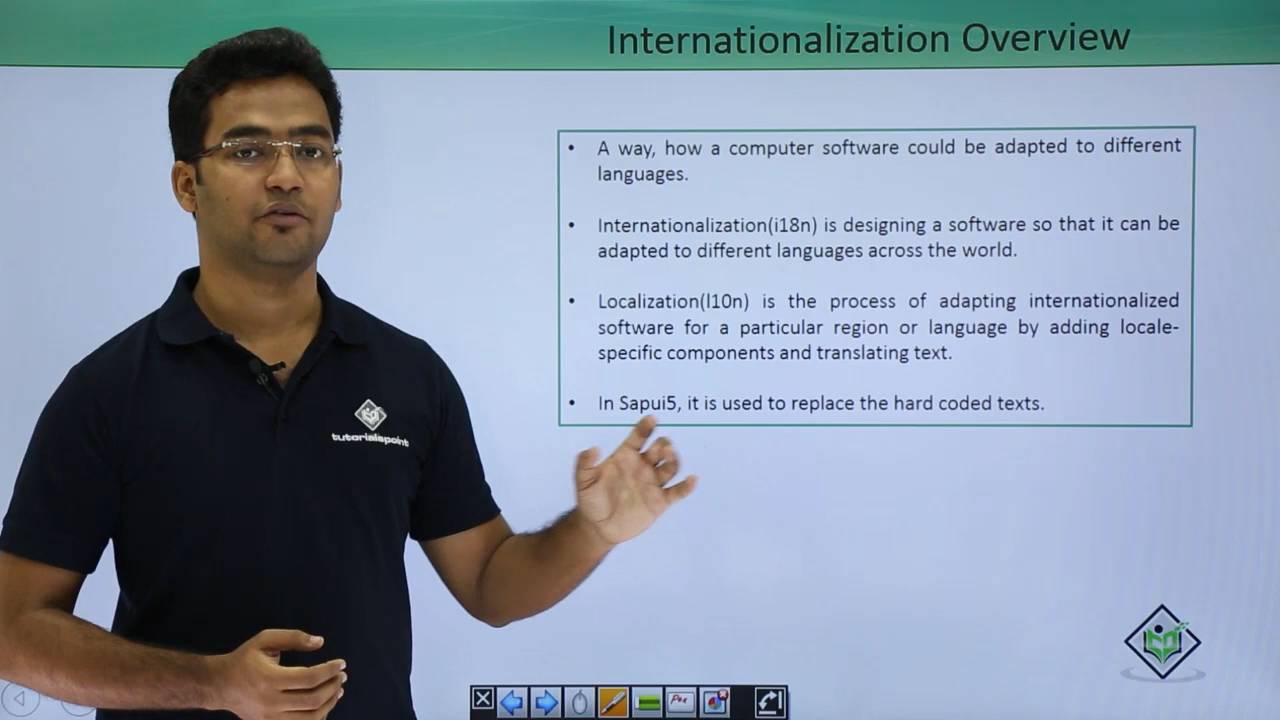 Internationalization Overview
• A way, how a computer software could be adapted to different
languages.
• Internationalization(i18n) is designing a software so that it can be
adapted to different languages across the world.
• Localization(l10n) is the process of adapting internationalized
software for a particular region or language by adding locale-
specific components and translating text.
• In Sapui5, it is used to replace the hard coded texts.
tutorialspoint